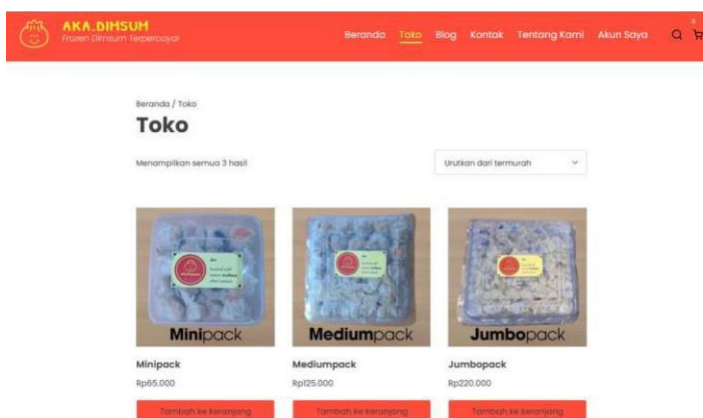 AKA.DIMSUM
Frozen Dimsum Terpercaya!
Beranda Toko Blog Kontak Tentang Kami Akun Saya
0
Beranda / Toko
Toko
Menampilkan semua 3 hasil
Urutkan dari termurah
Minipack
Mediumpack
Jumbopack
Minipack
Mediumpack
Jumbopack
Rp65.000
Rp125.000
Rp220.000
Tambah ke keranjang
Tambah ke keranjang
Tambah ke keranjang